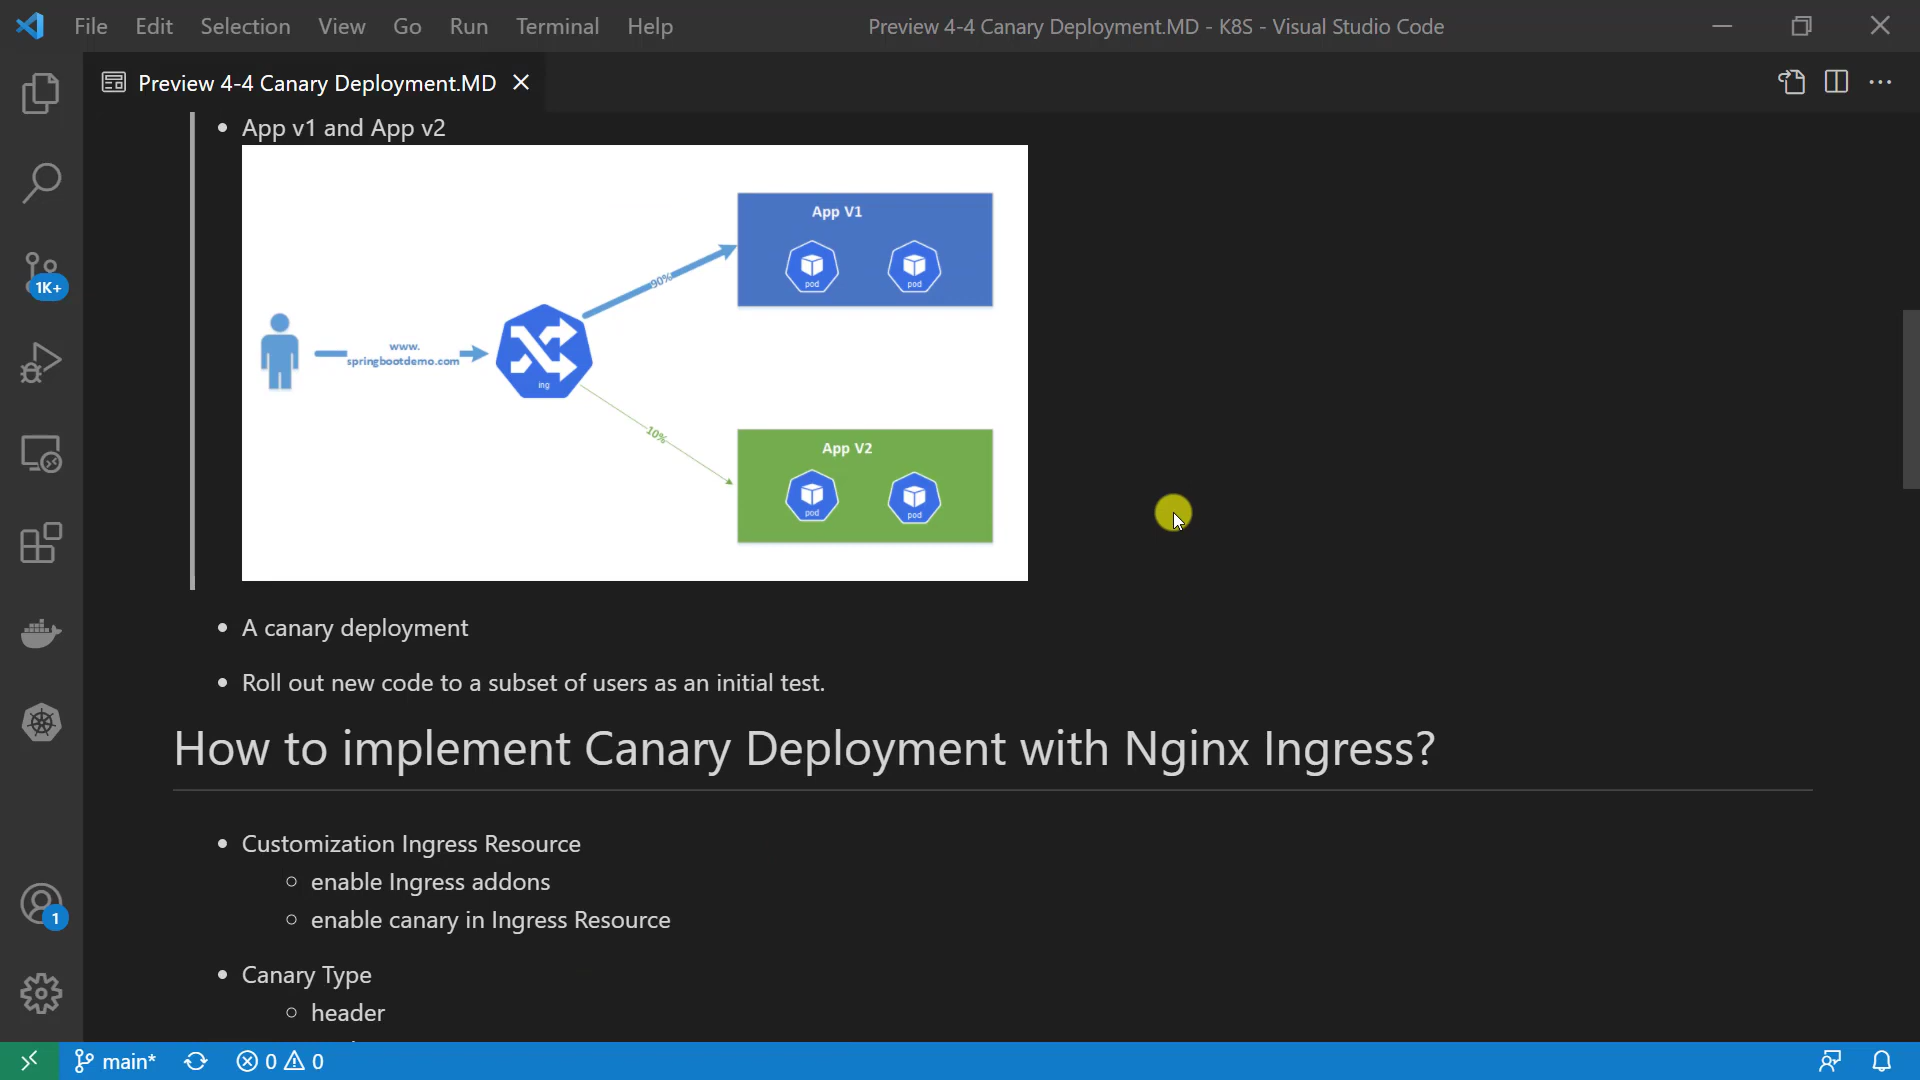 File Edit Selection View Go Run Terminal Help
Preview 4-4 Canary Deployment.MD - K8S - Visual Studio Code
Preview 4-4 Canary Deployment.MD
App v1 and App v2
App V1
pod pod
90%
www.
springbootdemo.com
ing
10%
App V2
pod pod
1K+
A canary deployment
Roll out new code to a subset of users as an initial test.
How to implement Canary Deployment with Nginx Ingress?
Customization Ingress Resource
enable Ingress addons
enable canary in Ingress Resource
1
Canary Type
header
main* 0 0